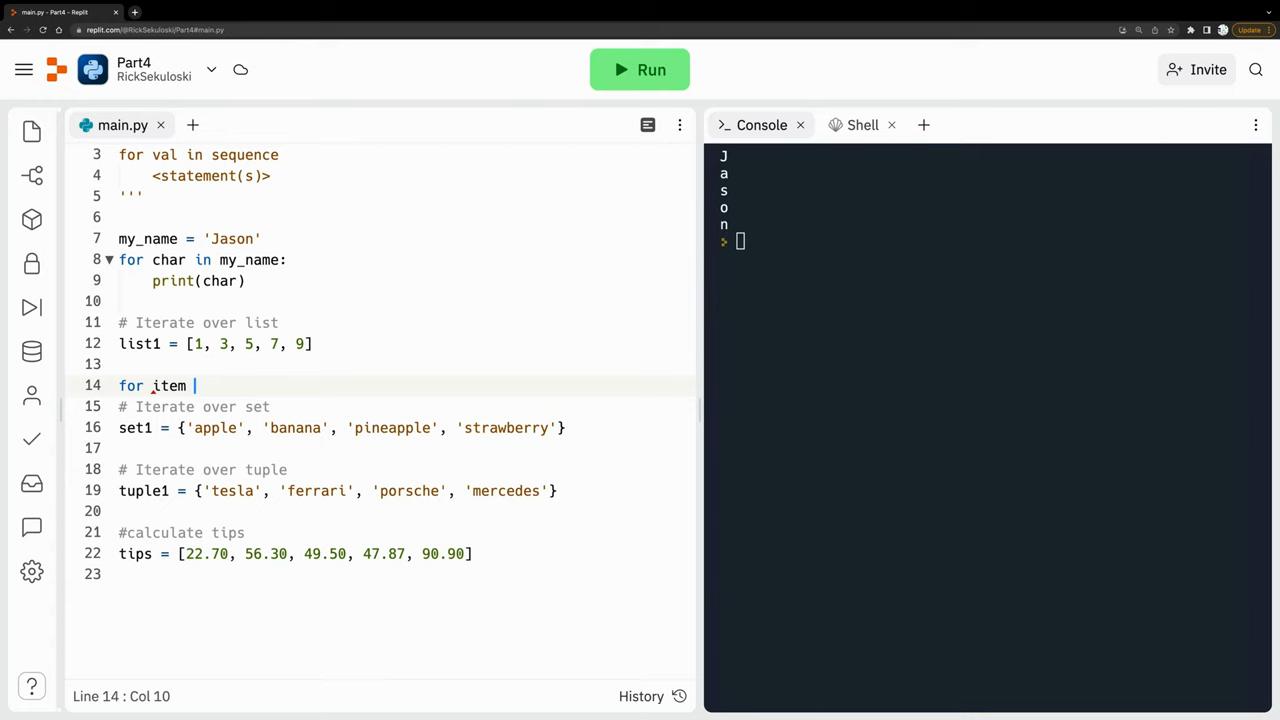 main.py - Part4 - Replit
replit.com/@RickSekuloski/Part4#main.py
Update
Part4
RickSekuloski
Run
Invite
main.py
3 for val in sequence
4 <statement(s)>
5 '''
6
7 my_name = 'Jason'
8 for char in my_name:
9 print(char)
10
11 # Iterate over list
12 list1 = [1, 3, 5, 7, 9]
13
14 for item
15 # Iterate over set
16 set1 = {'apple', 'banana', 'pineapple', 'strawberry'}
17
18 # Iterate over tuple
19 tuple1 = {'tesla', 'ferrari', 'porsche', 'mercedes'}
20
21 #calculate tips
22 tips = [22.70, 56.30, 49.50, 47.87, 90.90]
23
?
Line 14 : Col 10
History
Console
Shell
J
a
s
o
n